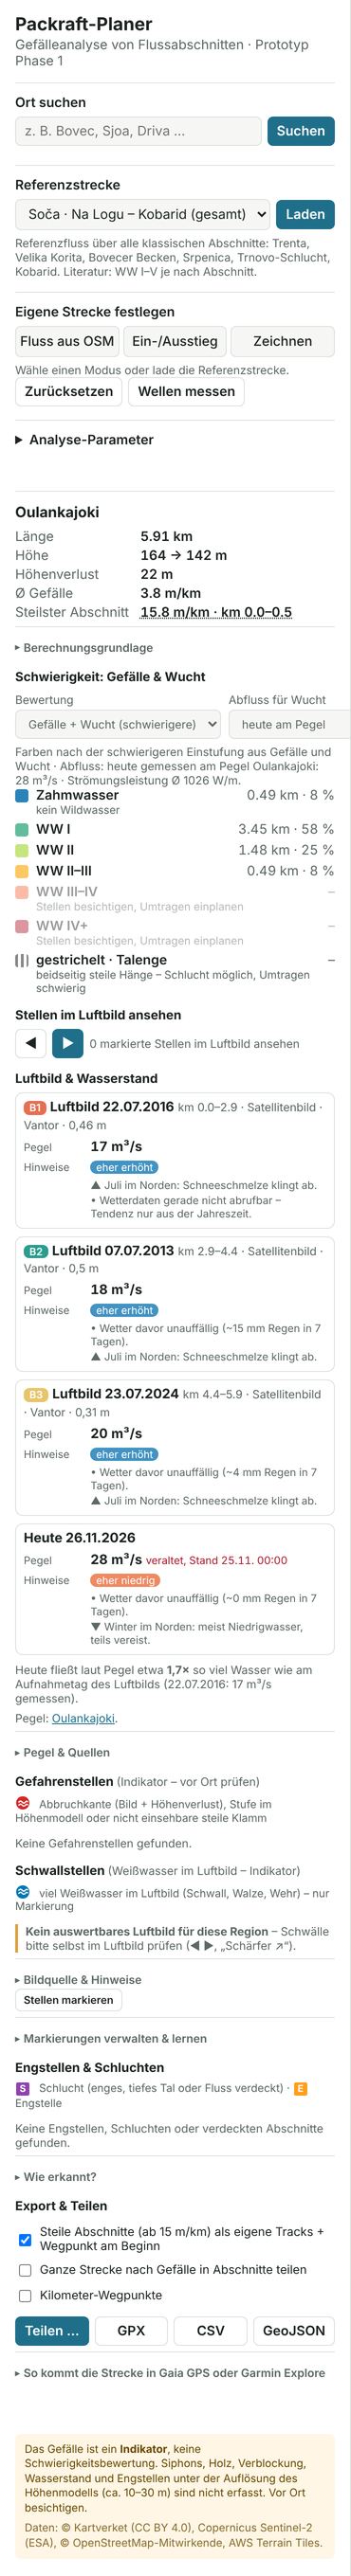 Packraft-Planer
Gefälleanalyse von Flussabschnitten · Prototyp
Phase 1
Ort suchen
z. B. Bovec, Sjoa, Driva ...
Suchen
Referenzstrecke
Soča · Na Logu – Kobarid (gesamt)
Laden
Referenzfluss über alle klassischen Abschnitte: Trenta,
Velika Korita, Bovecer Becken, Srpenica, Trnovo-Schlucht,
Kobarid. Literatur: WW I–V je nach Abschnitt.
Eigene Strecke festlegen
Fluss aus OSM
Ein-/Ausstieg
Zeichnen
Wähle einen Modus oder lade die Referenzstrecke.
Zurücksetzen
Wellen messen
▶ Analyse-Parameter
Oulankajoki
Länge 5.91 km
Höhe 164 → 142 m
Höhenverlust 22 m
Ø Gefälle 3.8 m/km
Steilster Abschnitt 15.8 m/km · km 0.0–0.5
▸ Berechnungsgrundlage
Schwierigkeit: Gefälle & Wucht
Bewertung Abfluss für Wucht
Gefälle + Wucht (schwierigere) heute am Pegel
Farben nach der schwierigeren Einstufung aus Gefälle und
Wucht · Abfluss: heute gemessen am Pegel Oulankajoki:
28 m³/s · Strömungsleistung Ø 1026 W/m.
Zahmwasser 0.49 km · 8 %
kein Wildwasser
WW I 3.45 km · 58 %
WW II 1.48 km · 25 %
WW II–III 0.49 km · 8 %
WW III–IV –
Stellen besichtigen, Umtragen einplanen
WW IV+ –
Stellen besichtigen, Umtragen einplanen
gestrichelt · Talenge –
beidseitig steile Hänge – Schlucht möglich, Umtragen
schwierig
Stellen im Luftbild ansehen
◀ ▶ 0 markierte Stellen im Luftbild ansehen
Luftbild & Wasserstand
B1 Luftbild 22.07.2016 km 0.0–2.9 · Satellitenbild ·
Vantor · 0,46 m
Pegel 17 m³/s
Hinweise eher erhöht
▲ Juli im Norden: Schneeschmelze klingt ab.
• Wetterdaten gerade nicht abrufbar –
Tendenz nur aus der Jahreszeit.
B2 Luftbild 07.07.2013 km 2.9–4.4 · Satellitenbild ·
Vantor · 0,5 m
Pegel 18 m³/s
Hinweise eher erhöht
• Wetter davor unauffällig (~15 mm Regen in 7
Tagen).
▲ Juli im Norden: Schneeschmelze klingt ab.
B3 Luftbild 23.07.2024 km 4.4–5.9 · Satellitenbild
· Vantor · 0,31 m
Pegel 20 m³/s
Hinweise eher erhöht
• Wetter davor unauffällig (~4 mm Regen in 7
Tagen).
▲ Juli im Norden: Schneeschmelze klingt ab.
Heute 26.11.2026
Pegel 28 m³/s veraltet, Stand 25.11. 00:00
Hinweise eher niedrig
• Wetter davor unauffällig (~0 mm Regen in 7
Tagen).
▼ Winter im Norden: meist Niedrigwasser,
teils vereist.
Heute fließt laut Pegel etwa 1,7× so viel Wasser wie am
Aufnahmetag des Luftbilds (22.07.2016: 17 m³/s
gemessen).
Pegel: Oulankajoki.
▸ Pegel & Quellen
Gefahrenstellen (Indikator – vor Ort prüfen)
Abbruchkante (Bild + Höhenverlust), Stufe im
Höhenmodell oder nicht einsehbare steile Klamm
Keine Gefahrenstellen gefunden.
Schwallstellen (Weißwasser im Luftbild – Indikator)
viel Weißwasser im Luftbild (Schwall, Walze, Wehr) – nur
Markierung
Kein auswertbares Luftbild für diese Region – Schwälle
bitte selbst im Luftbild prüfen (◀ ▶, „Schärfer ↗“).
▸ Bildquelle & Hinweise
Stellen markieren
▸ Markierungen verwalten & lernen
Engstellen & Schluchten
S Schlucht (enges, tiefes Tal oder Fluss verdeckt) · E
Engstelle
Keine Engstellen, Schluchten oder verdeckten Abschnitte
gefunden.
▸ Wie erkannt?
Export & Teilen
Steile Abschnitte (ab 15 m/km) als eigene Tracks +
Wegpunkt am Beginn
Ganze Strecke nach Gefälle in Abschnitte teilen
Kilometer-Wegpunkte
Teilen ...
GPX
CSV
GeoJSON
▸ So kommt die Strecke in Gaia GPS oder Garmin Explore
Das Gefälle ist ein Indikator, keine
Schwierigkeitsbewertung. Siphons, Holz, Verblockung,
Wasserstand und Engstellen unter der Auflösung des
Höhenmodells (ca. 10–30 m) sind nicht erfasst. Vor Ort
besichtigen.
Daten: © Kartverket (CC BY 4.0), Copernicus Sentinel-2
(ESA), © OpenStreetMap-Mitwirkende, AWS Terrain Tiles.